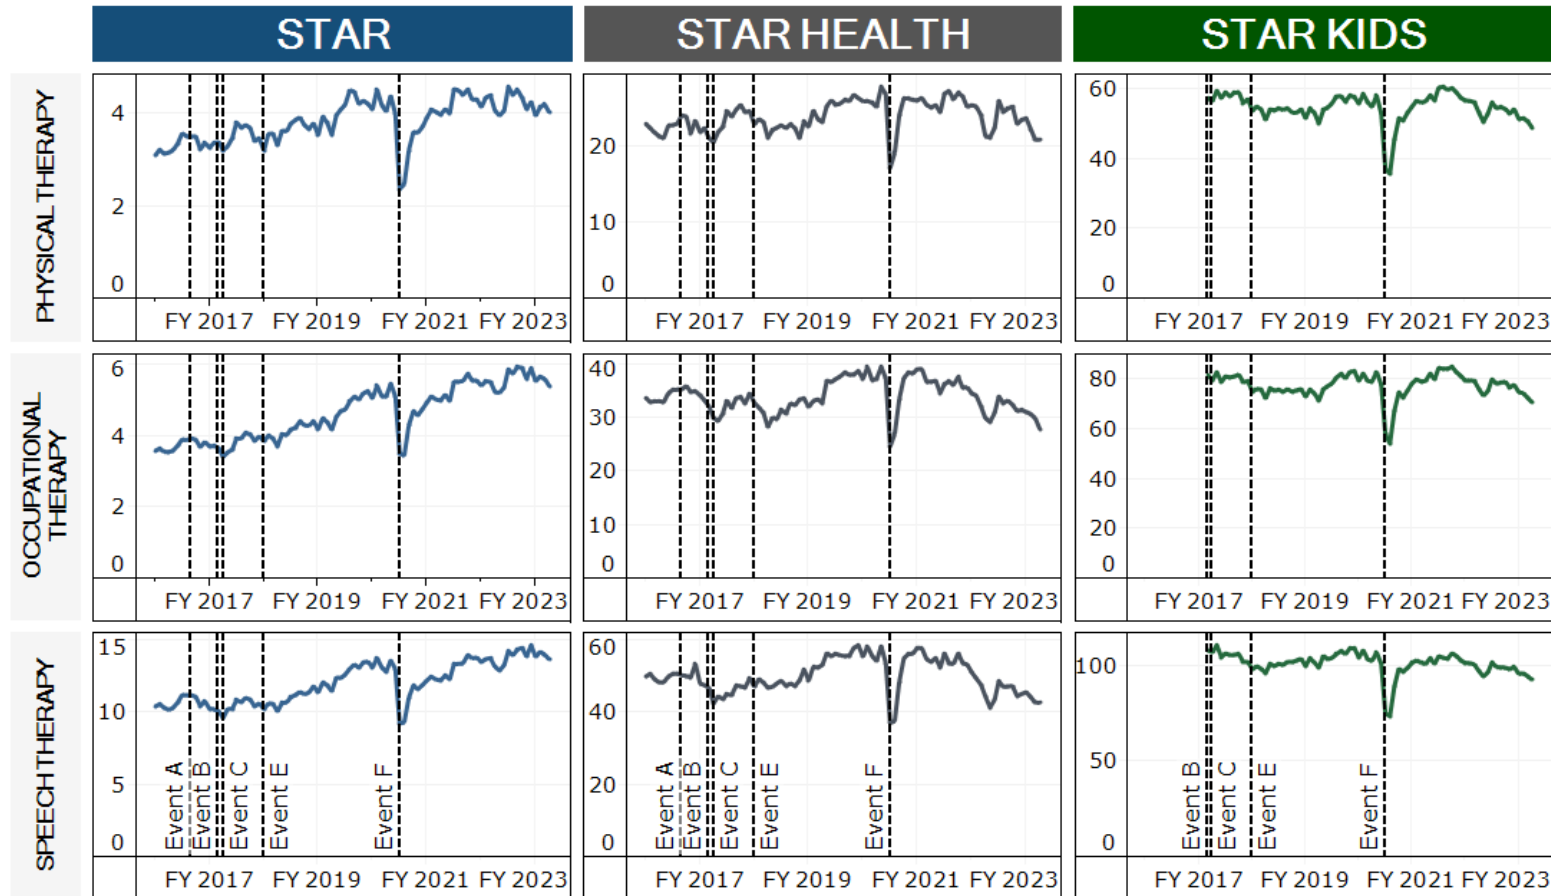 STAR
STAR HEALTH
STAR KIDS
PHYSICAL THERAPY
4
2
0
FY 2017 FY 2019 FY 2021 FY 2023
20
10
0
FY 2017 FY 2019 FY 2021 FY 2023
60
40
20
0
FY 2017 FY 2019 FY 2021 FY 2023
OCCUPATIONAL
THERAPY
6
4
2
0
FY 2017 FY 2019 FY 2021 FY 2023
40
30
20
10
0
FY 2017 FY 2019 FY 2021 FY 2023
80
60
40
20
0
FY 2017 FY 2019 FY 2021 FY 2023
SPEECH THERAPY
15
10
5
0
Event A
Event B
Event C
Event E
Event F
FY 2017 FY 2019 FY 2021 FY 2023
60
40
20
0
Event A
Event B
Event C
Event E
Event F
FY 2017 FY 2019 FY 2021 FY 2023
100
50
0
Event B
Event C
Event E
Event F
FY 2017 FY 2019 FY 2021 FY 2023